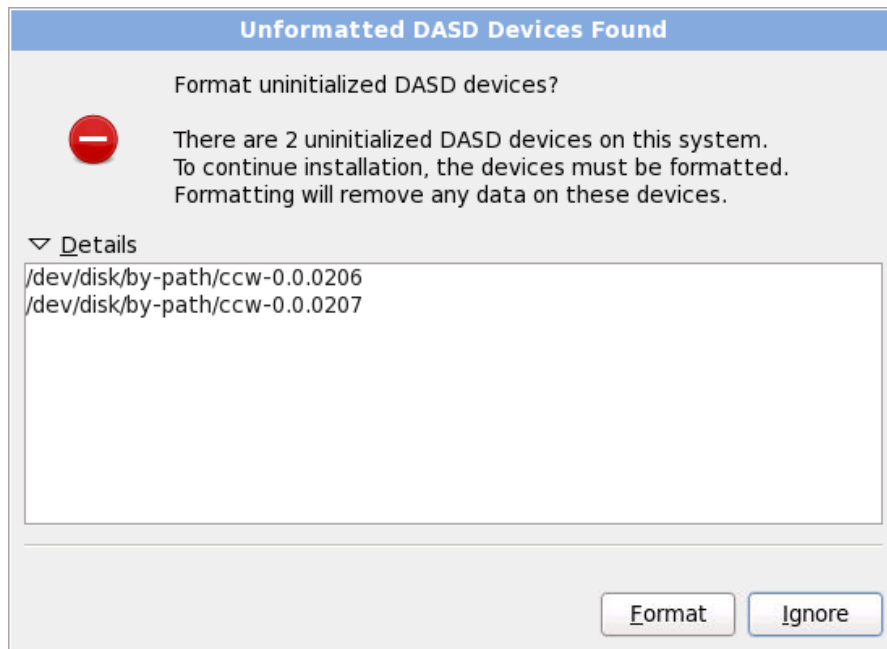 Unformatted DASD Devices Found
Format uninitialized DASD devices?
There are 2 uninitialized DASD devices on this system.
To continue installation, the devices must be formatted.
Formatting will remove any data on these devices.
Details
/dev/disk/by-path/ccw-0.0.0206
/dev/disk/by-path/ccw-0.0.0207
Format Ignore